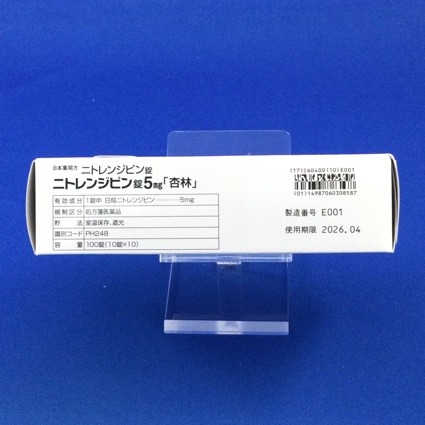 日本薬局方 ニトレンジピン錠
ニトレンジピン錠5mg「杏林」
有効成分 1錠中 日局ニトレンジピン………5mg
規制区分 処方箋医薬品
貯法 室温保存、遮光
識別コード PH248
容量 100錠(10錠×10)
(17)260400(10)E001
(01)14987060308587
製造番号 E001
使用期限 2026.04